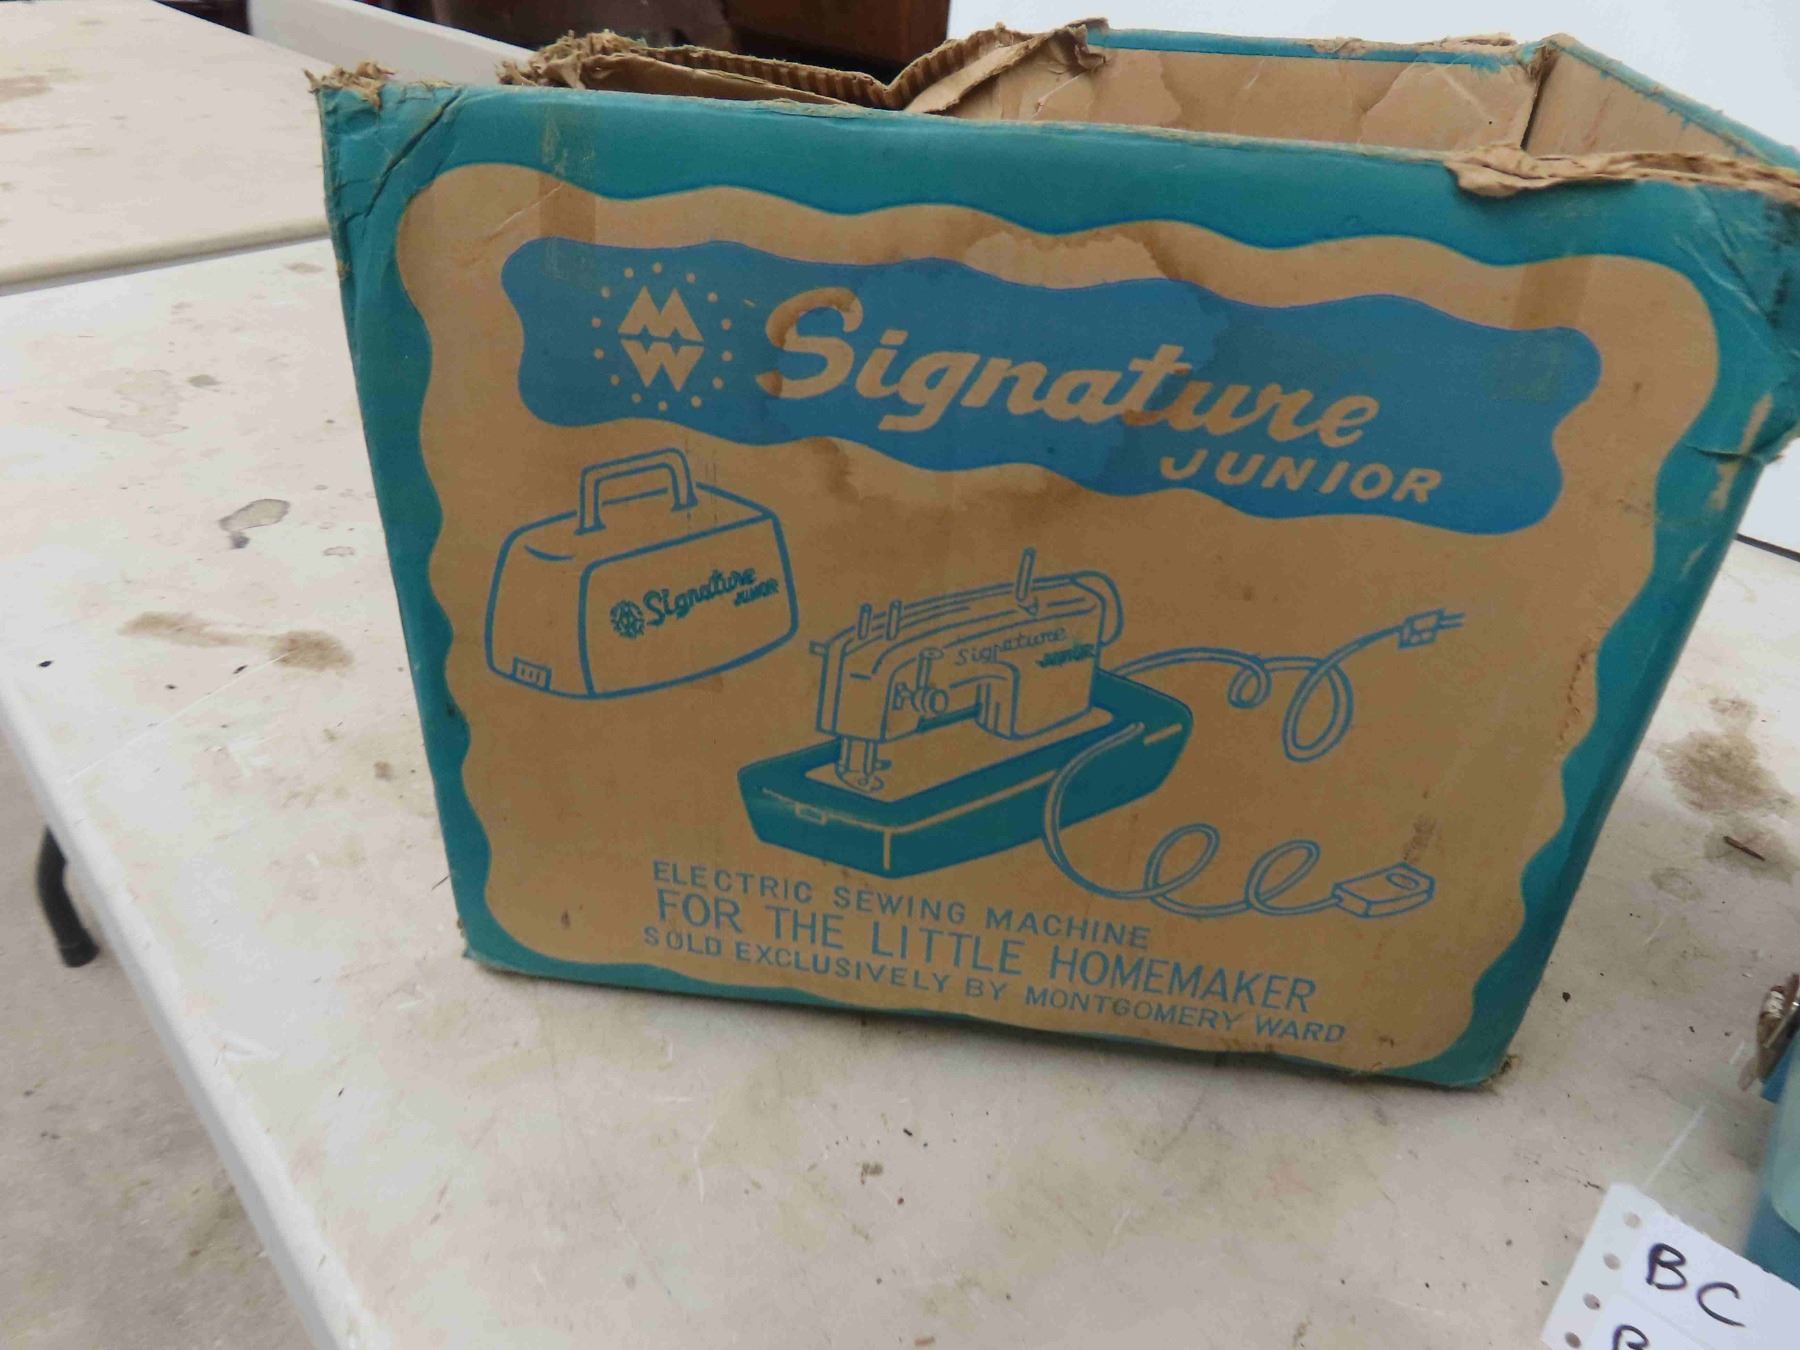 MW Signature
JUNIOR
Signature
JUNIOR
Signature
JUNIOR
ELECTRIC SEWING MACHINE
FOR THE LITTLE HOMEMAKER
SOLD EXCLUSIVELY BY MONTGOMERY WARD
BC